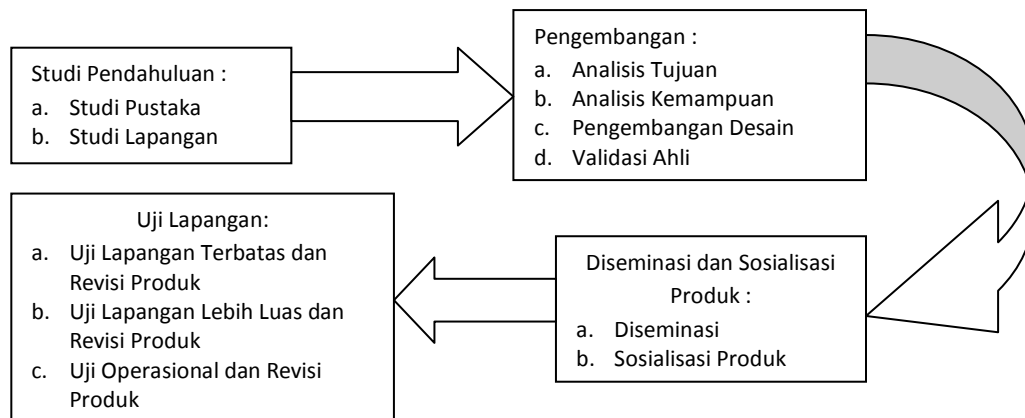 Studi Pendahuluan :
a. Studi Pustaka
b. Studi Lapangan
Pengembangan :
a. Analisis Tujuan
b. Analisis Kemampuan
c. Pengembangan Desain
d. Validasi Ahli
Diseminasi dan Sosialisasi
Produk :
a. Diseminasi
b. Sosialisasi Produk
Uji Lapangan:
a. Uji Lapangan Terbatas dan
Revisi Produk
b. Uji Lapangan Lebih Luas dan
Revisi Produk
c. Uji Operasional dan Revisi
Produk